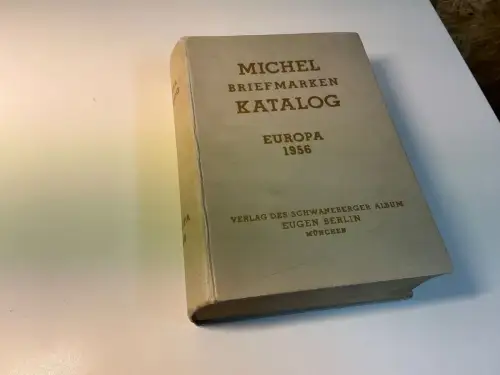 MICHEL
BRIEFMARKEN
KATALOG
EUROPA
1956
VERLAG DES SCHWANEBERGER ALBUM
EUGEN BERLIN
MÜNCHEN